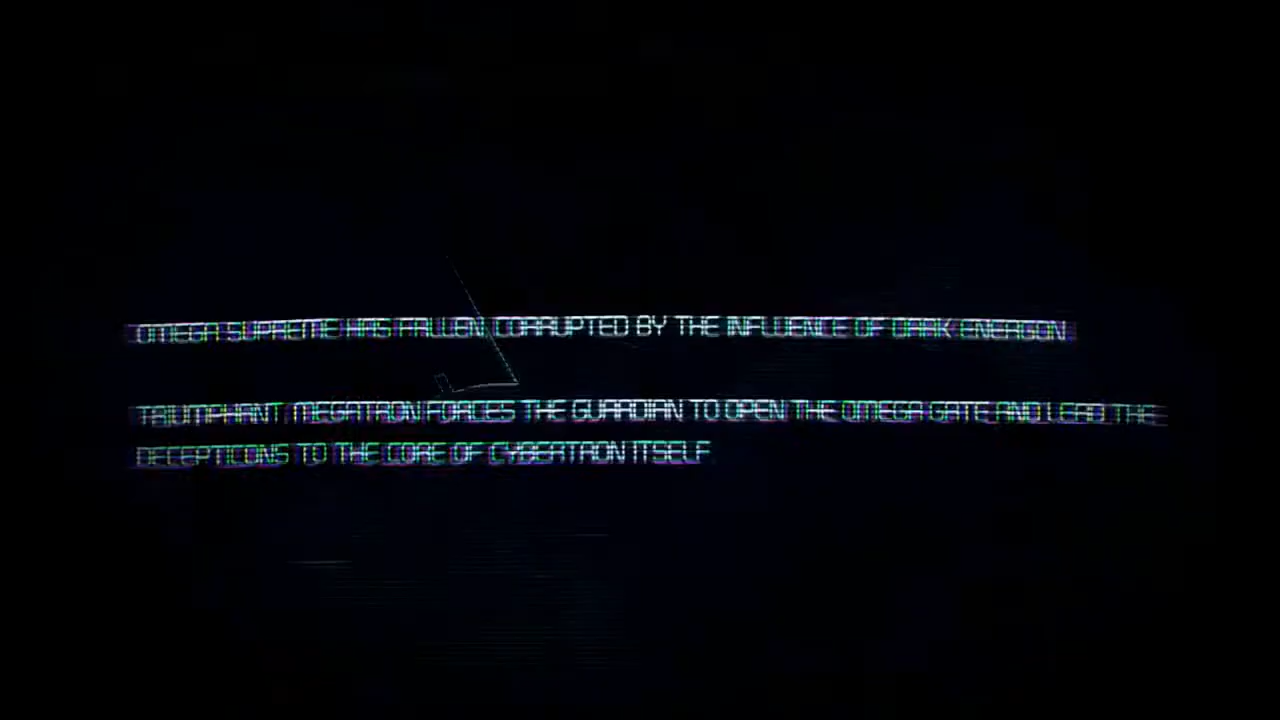 OMEGA SUPREME HAS FALLEN, CORRUPTED BY THE INFLUENCE OF DARK ENERGON.
TRIUMPHANT, MEGATRON FORCES THE GUARDIAN TO OPEN THE OMEGA GATE AND LEAD THE
DECEPTICONS TO THE CORE OF CYBERTRON ITSELF.